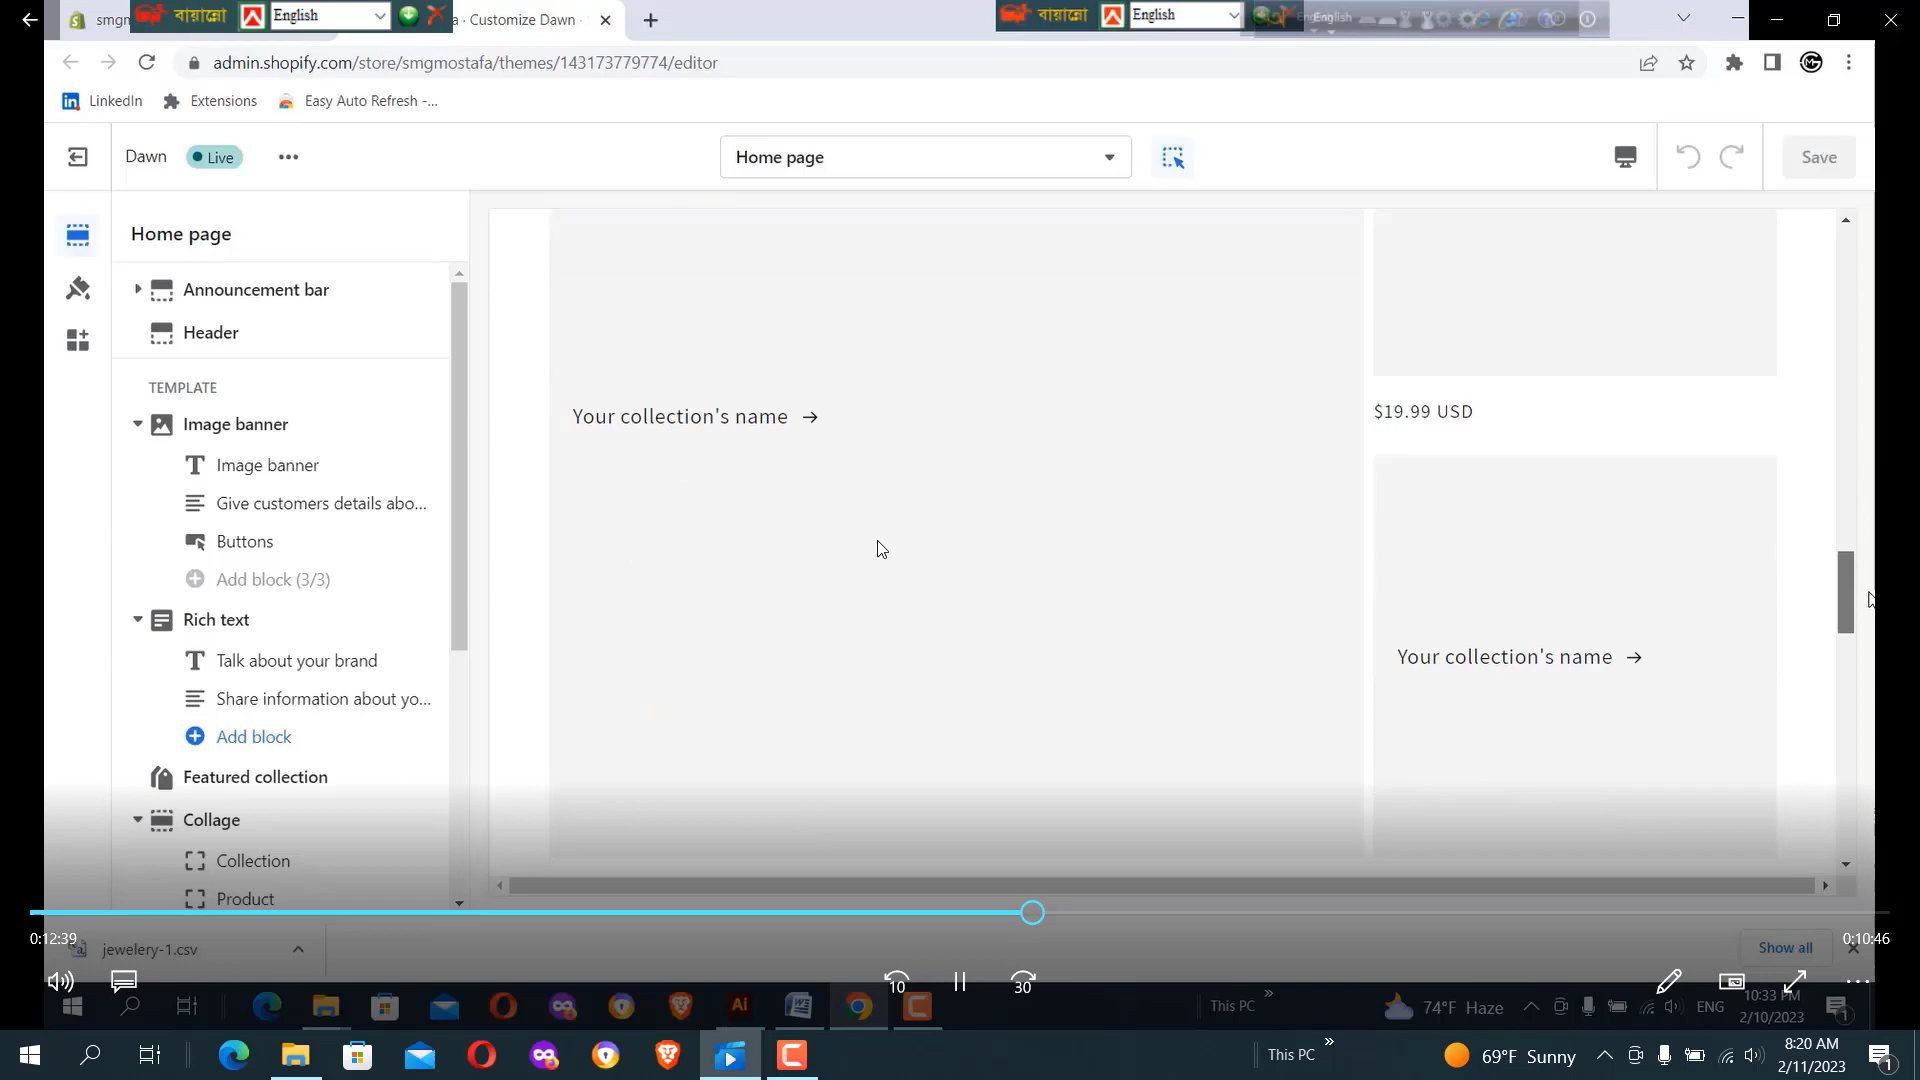 smgm
বায়ান্নো
English
a · Customize Dawn ·
বায়ান্নো
English
English
admin.shopify.com/store/smgmostafa/themes/143173779774/editor
LinkedIn
Extensions
Easy Auto Refresh -...
Dawn
Live
Home page
Save
Home page
Announcement bar
Header
TEMPLATE
Image banner
Image banner
Give customers details abo...
Buttons
Add block (3/3)
Rich text
Talk about your brand
Share information about yo...
Add block
Featured collection
Collage
Collection
Product
Your collection's name →
$19.99 USD
Your collection's name →
0:12:39
0:10:46
jewelery-1.csv
Show all
10
30
Ai
This PC
»
74°F Haze
ENG
10:33 PM
2/10/2023
1
This PC
»
69°F Sunny
8:20 AM
2/11/2023
1